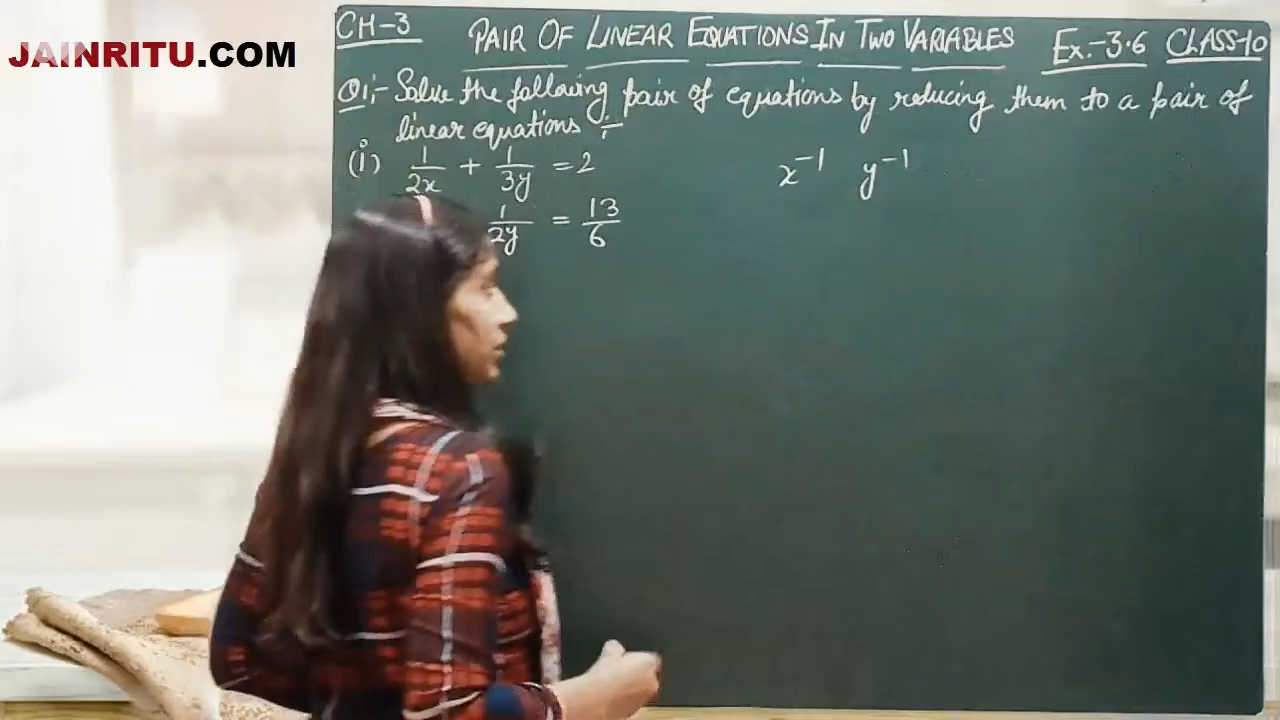 JAINRITU.COM
CH-3 PAIR OF LINEAR EQUATIONS IN TWO VARIABLES Ex.-3.6 CLASS-10
Q1:- Solve the following pair of equations by reducing them to a pair of
linear equations :-
(i) 1/2x + 1/3y = 2 x⁻¹ y⁻¹
1/2y = 13/6